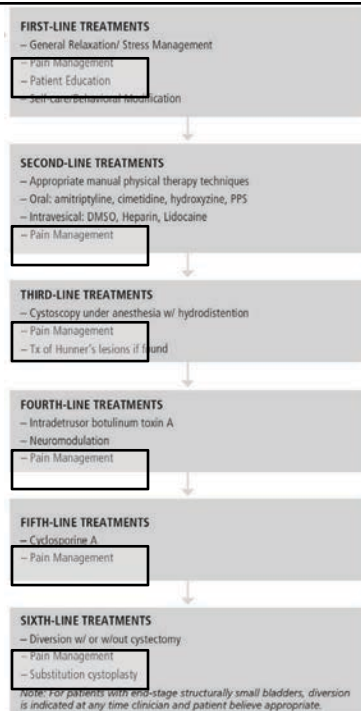 FIRST-LINE TREATMENTS
– General Relaxation/ Stress Management
– Pain Management
– Patient Education
– Self-care/Behavioral Modification
SECOND-LINE TREATMENTS
– Appropriate manual physical therapy techniques
– Oral: amitriptyline, cimetidine, hydroxyzine, PPS
– Intravesical: DMSO, Heparin, Lidocaine
– Pain Management
THIRD-LINE TREATMENTS
– Cystoscopy under anesthesia w/ hydrodistention
– Pain Management
– Tx of Hunner's lesions if found
FOURTH-LINE TREATMENTS
– Intradetrusor botulinum toxin A
– Neuromodulation
– Pain Management
FIFTH-LINE TREATMENTS
– Cyclosporine A
– Pain Management
SIXTH-LINE TREATMENTS
– Diversion w/ or w/out cystectomy
– Pain Management
– Substitution cystoplasty
Note: For patients with end-stage structurally small bladders, diversion
is indicated at any time clinician and patient believe appropriate.